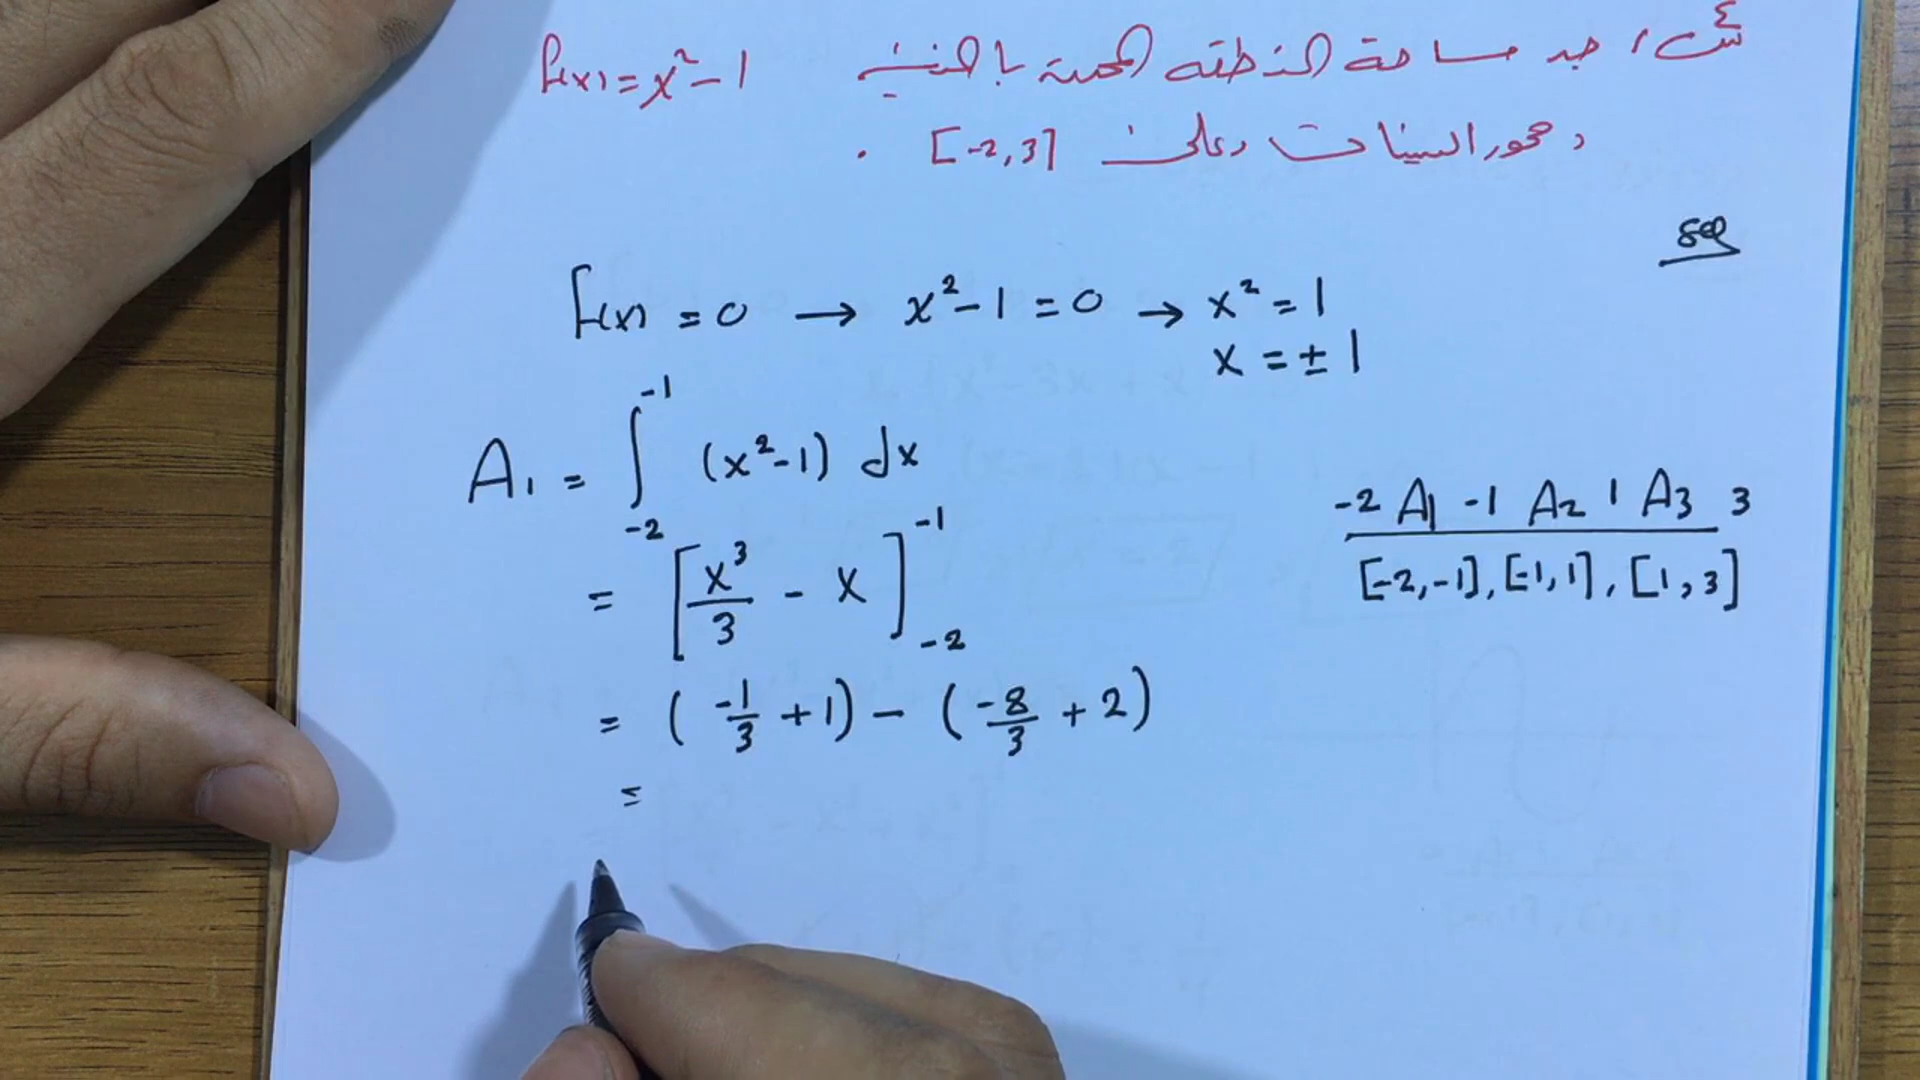 س٤ / جد مساحة المنطقة المحددة بالمنحني f(x) = x² - 1
ومحور السينات وعلى [-2,3] .
sol
f(x) = 0 → x² - 1 = 0 → x² = 1
x = ± 1
A₁ = ∫₋₂⁻¹ (x² - 1) dx
-2 A1 -1 A2 1 A3 3
[-2,-1], [-1,1], [1,3]
= [x³/3 - x]₋₂⁻¹
= (-1/3 + 1) - (-8/3 + 2)
=